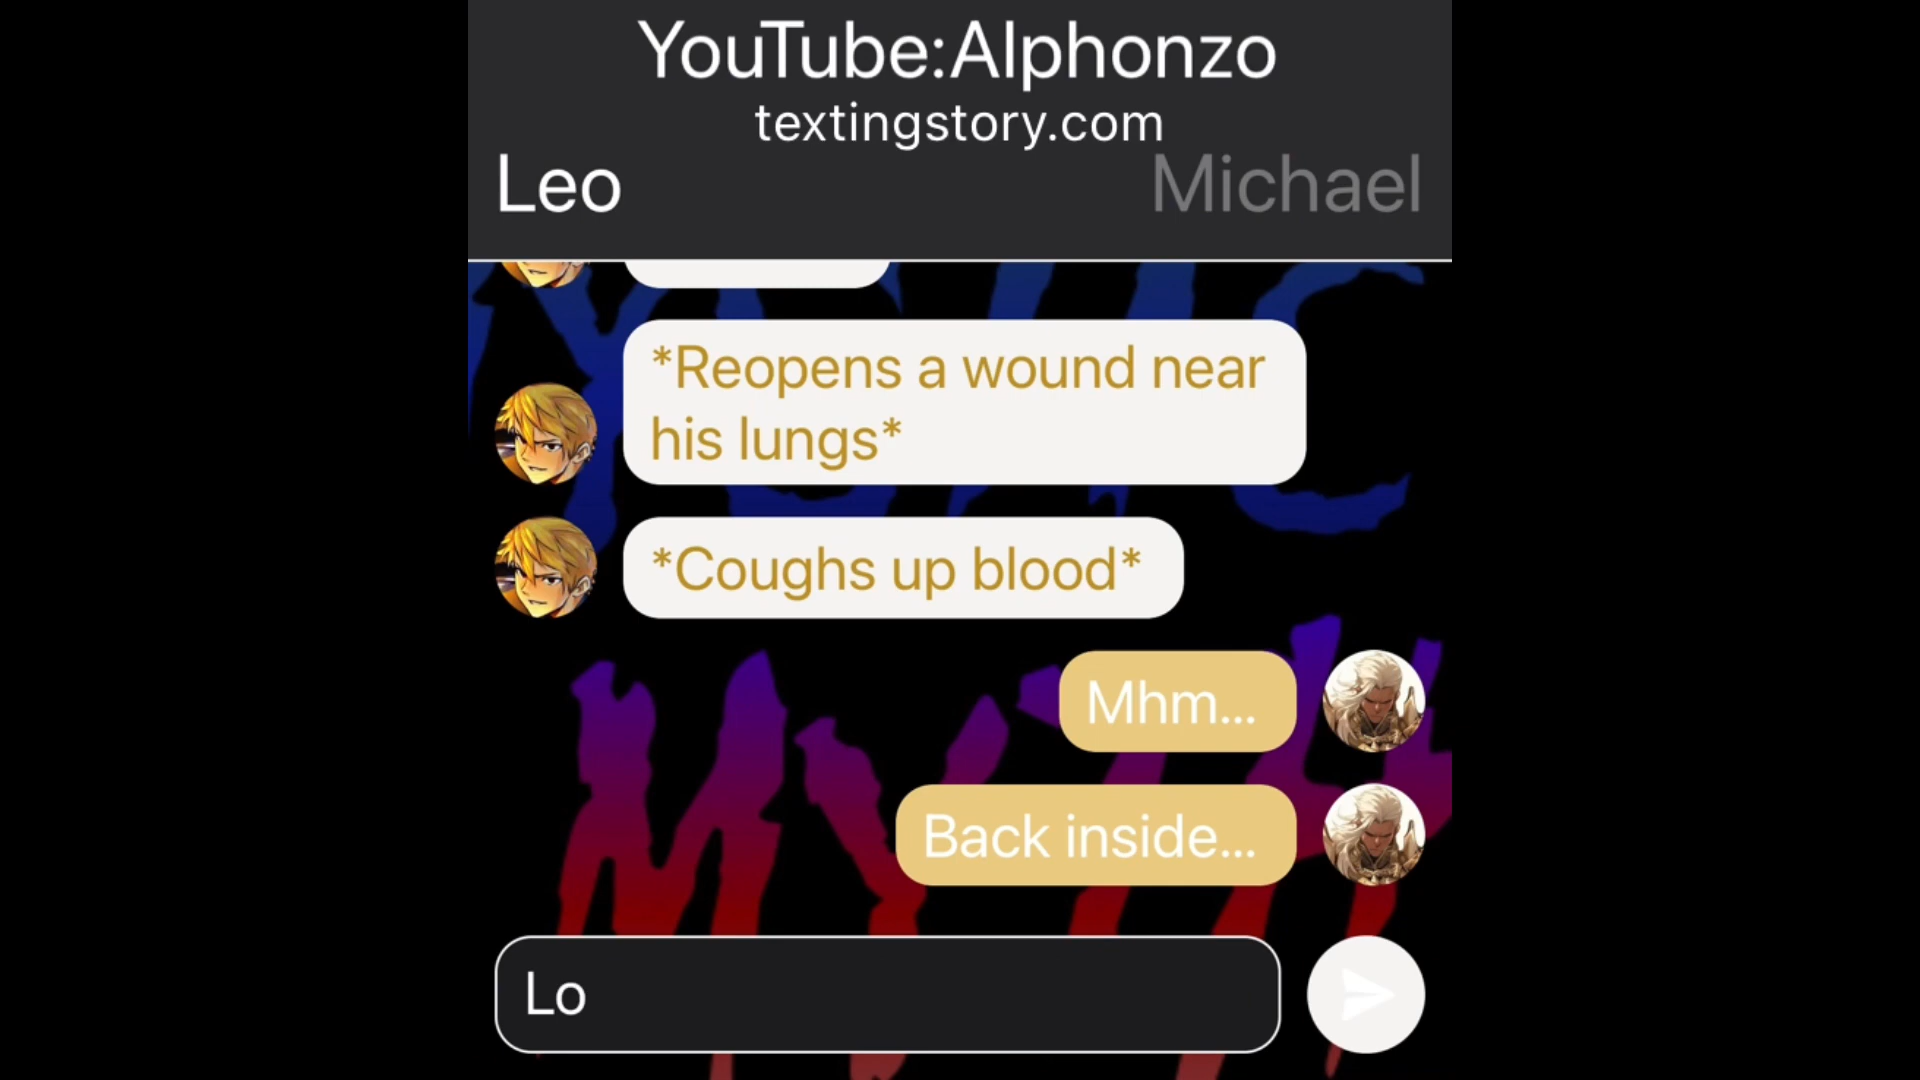 YouTube:Alphonzo
textingstory.com
Leo
Michael
*Reopens a wound near
his lungs*
*Coughs up blood*
Mhm...
Back inside...
Lo